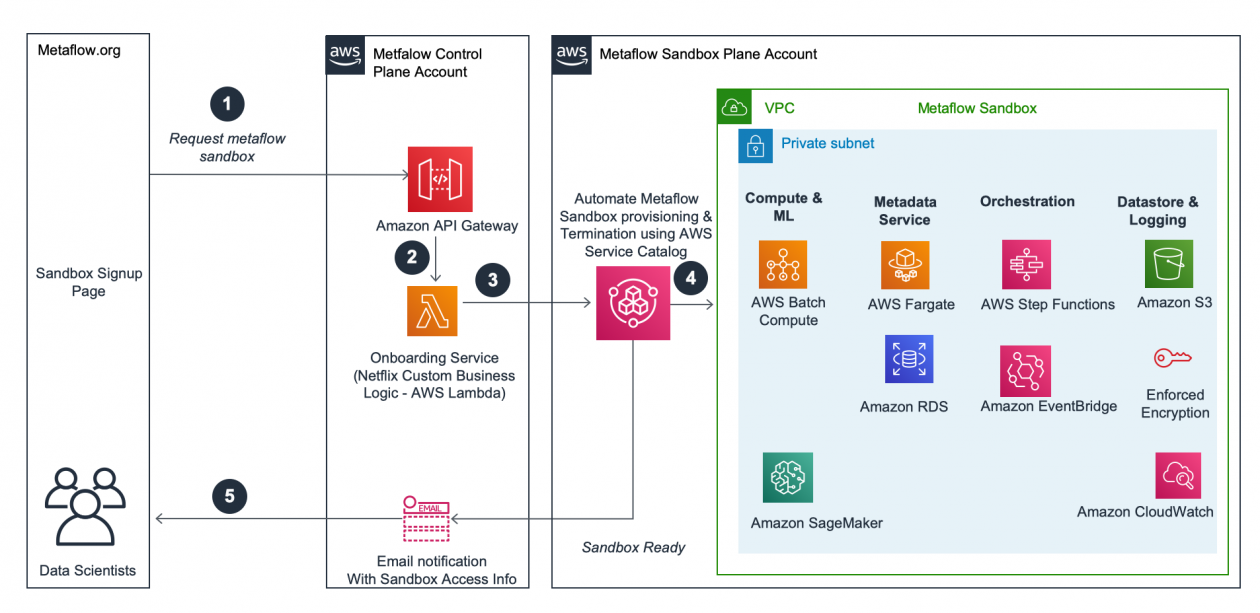 Metaflow.org
aws
Metfalow Control
Plane Account
aws
Metaflow Sandbox Plane Account
VPC
Metaflow Sandbox
Private subnet
1
Request metaflow
sandbox
Amazon API Gateway
2
3
Onboarding Service
(Netflix Custom Business
Logic - AWS Lambda)
Automate Metaflow
Sandbox provisioning &
Termination using AWS
Service Catalog
4
Compute &
ML
AWS Batch
Compute
Amazon SageMaker
Metadata
Service
AWS Fargate
Amazon RDS
Orchestration
AWS Step Functions
Amazon EventBridge
Datastore &
Logging
Amazon S3
Enforced
Encryption
Amazon CloudWatch
Sandbox Signup
Page
5
EMAIL
Email notification
With Sandbox Access Info
Sandbox Ready
Data Scientists